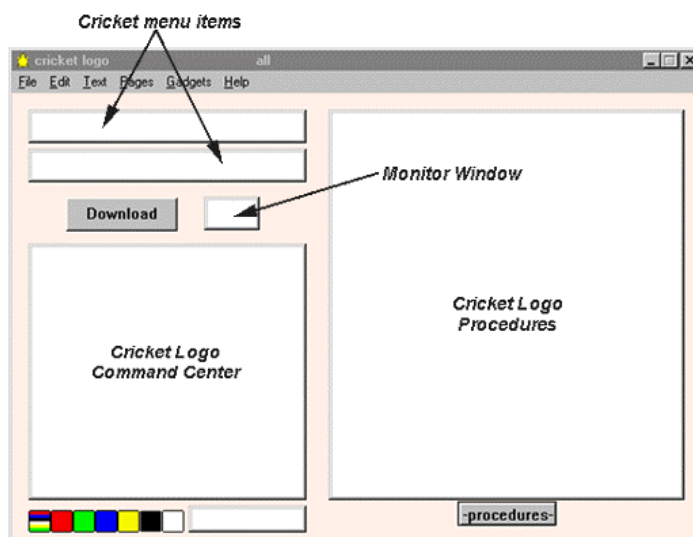 Cricket menu items
cricket logo all
File Edit Text Pages Gadgets Help
Monitor Window
Download
Cricket Logo
Procedures
Cricket Logo
Command Center
-procedures-